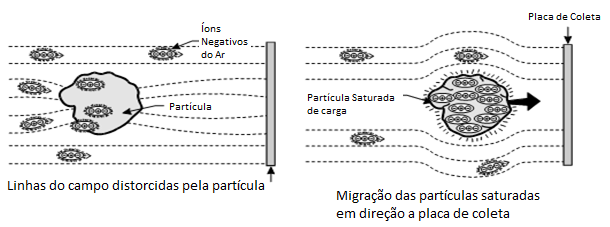 Íons
Negativos
do Ar
Partícula
Linhas do campo distorcidas pela partícula
Placa de Coleta
Partícula Saturada
de carga
Migração das partículas saturadas
em direção a placa de coleta